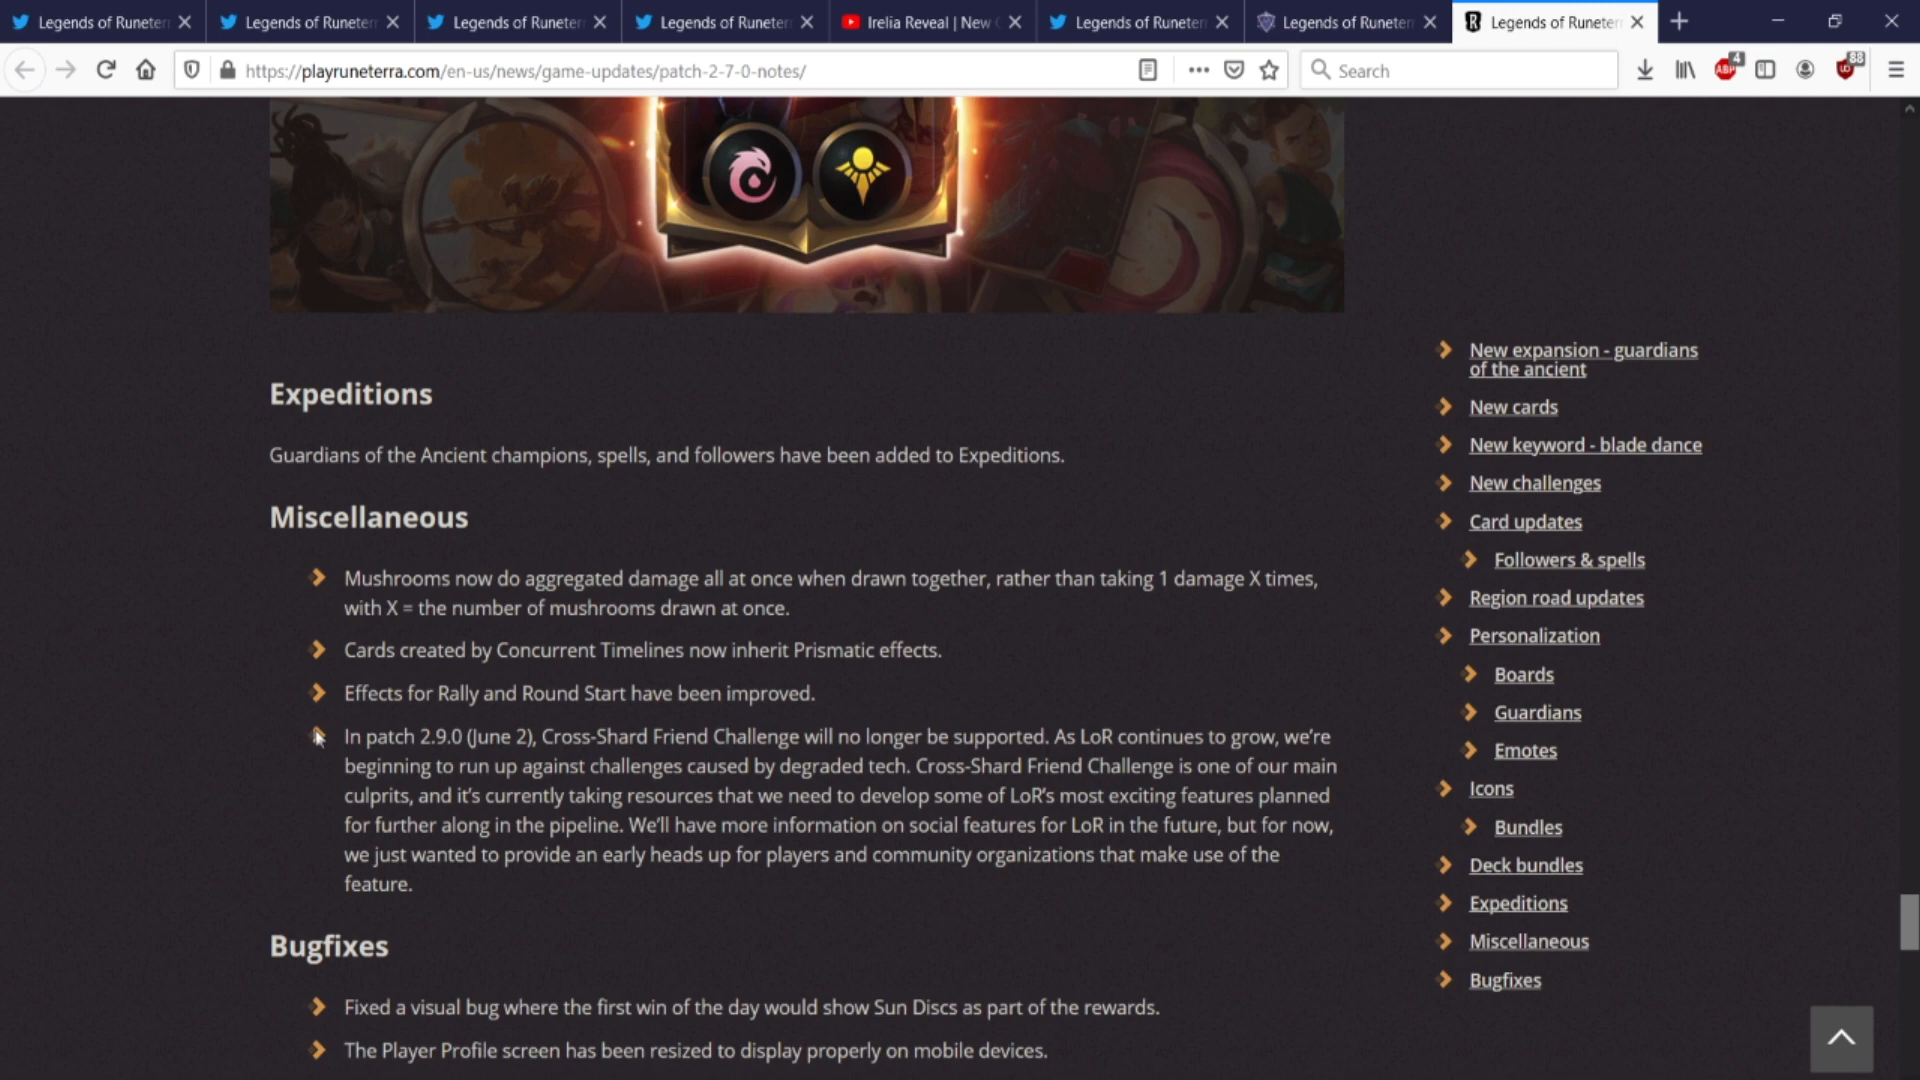 Legends of Runeter
Legends of Runeter
Legends of Runeter
Legends of Runeter
Irelia Reveal | New
Legends of Runeter
Legends of Runeter
Legends of Runeter
https://playruneterra.com/en-us/news/game-updates/patch-2-7-0-notes/
Search
ABP
4
88
Expeditions
Guardians of the Ancient champions, spells, and followers have been added to Expeditions.
Miscellaneous
Mushrooms now do aggregated damage all at once when drawn together, rather than taking 1 damage X times,
with X = the number of mushrooms drawn at once.
Cards created by Concurrent Timelines now inherit Prismatic effects.
Effects for Rally and Round Start have been improved.
In patch 2.9.0 (June 2), Cross-Shard Friend Challenge will no longer be supported. As LoR continues to grow, we're
beginning to run up against challenges caused by degraded tech. Cross-Shard Friend Challenge is one of our main
culprits, and it's currently taking resources that we need to develop some of LoR's most exciting features planned
for further along in the pipeline. We'll have more information on social features for LoR in the future, but for now,
we just wanted to provide an early heads up for players and community organizations that make use of the
feature.
Bugfixes
Fixed a visual bug where the first win of the day would show Sun Discs as part of the rewards.
The Player Profile screen has been resized to display properly on mobile devices.
New expansion - guardians
of the ancient
New cards
New keyword - blade dance
New challenges
Card updates
Followers & spells
Region road updates
Personalization
Boards
Guardians
Emotes
Icons
Bundles
Deck bundles
Expeditions
Miscellaneous
Bugfixes